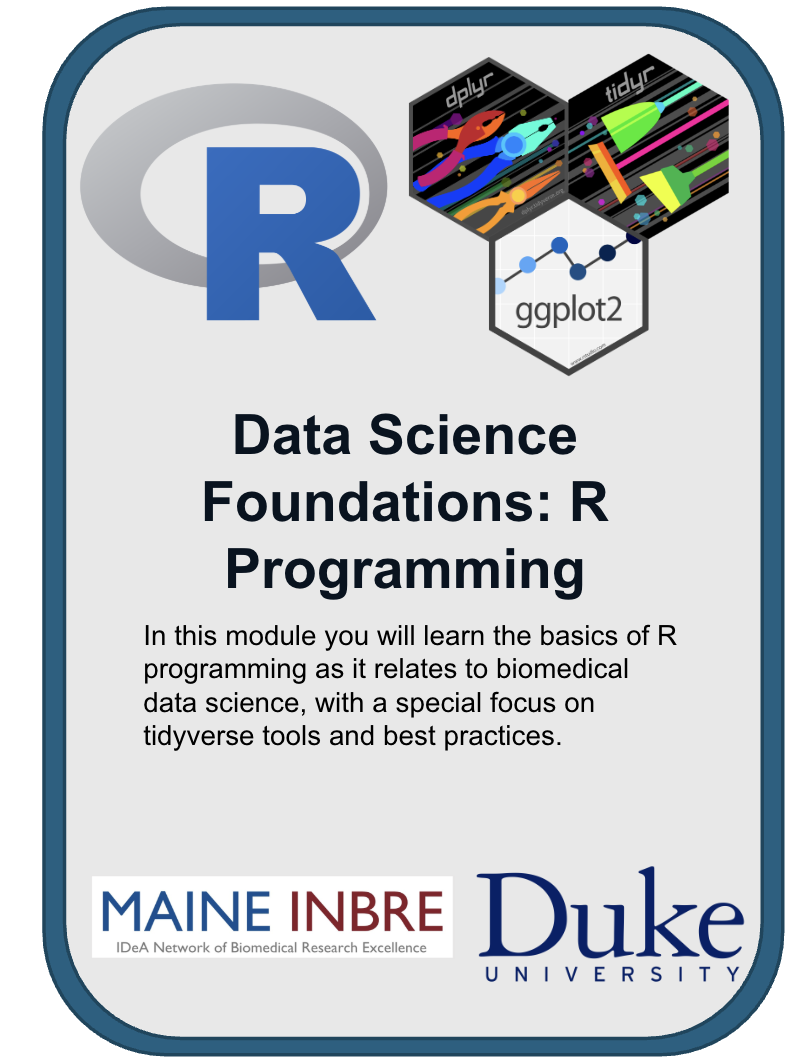 R
dplyr
tidyr
ggplot2
Data Science
Foundations: R
Programming
In this module you will learn the basics of R
programming as it relates to biomedical
data science, with a special focus on
tidyverse tools and best practices.
MAINE INBRE
IDeA Network of Biomedical Research Excellence
Duke
UNIVERSITY